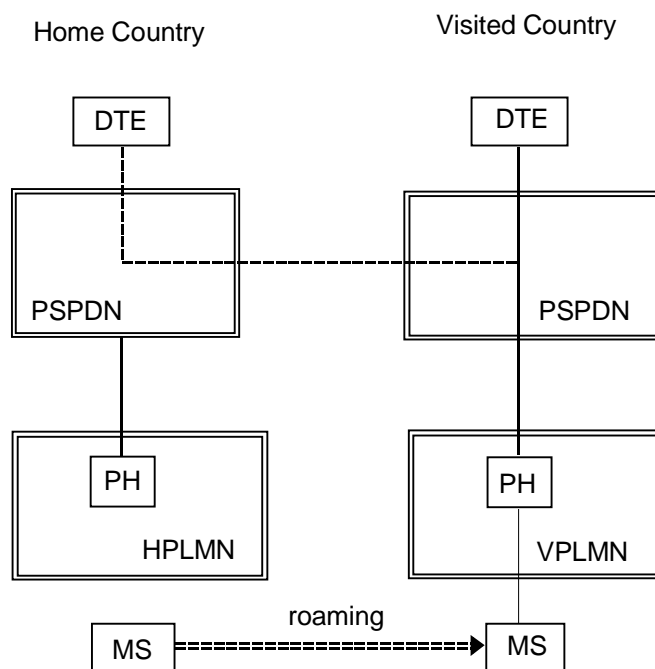 Home Country
Visited Country
DTE
DTE
PSPDN
PSPDN
PH
PH
HPLMN
VPLMN
roaming
MS
MS